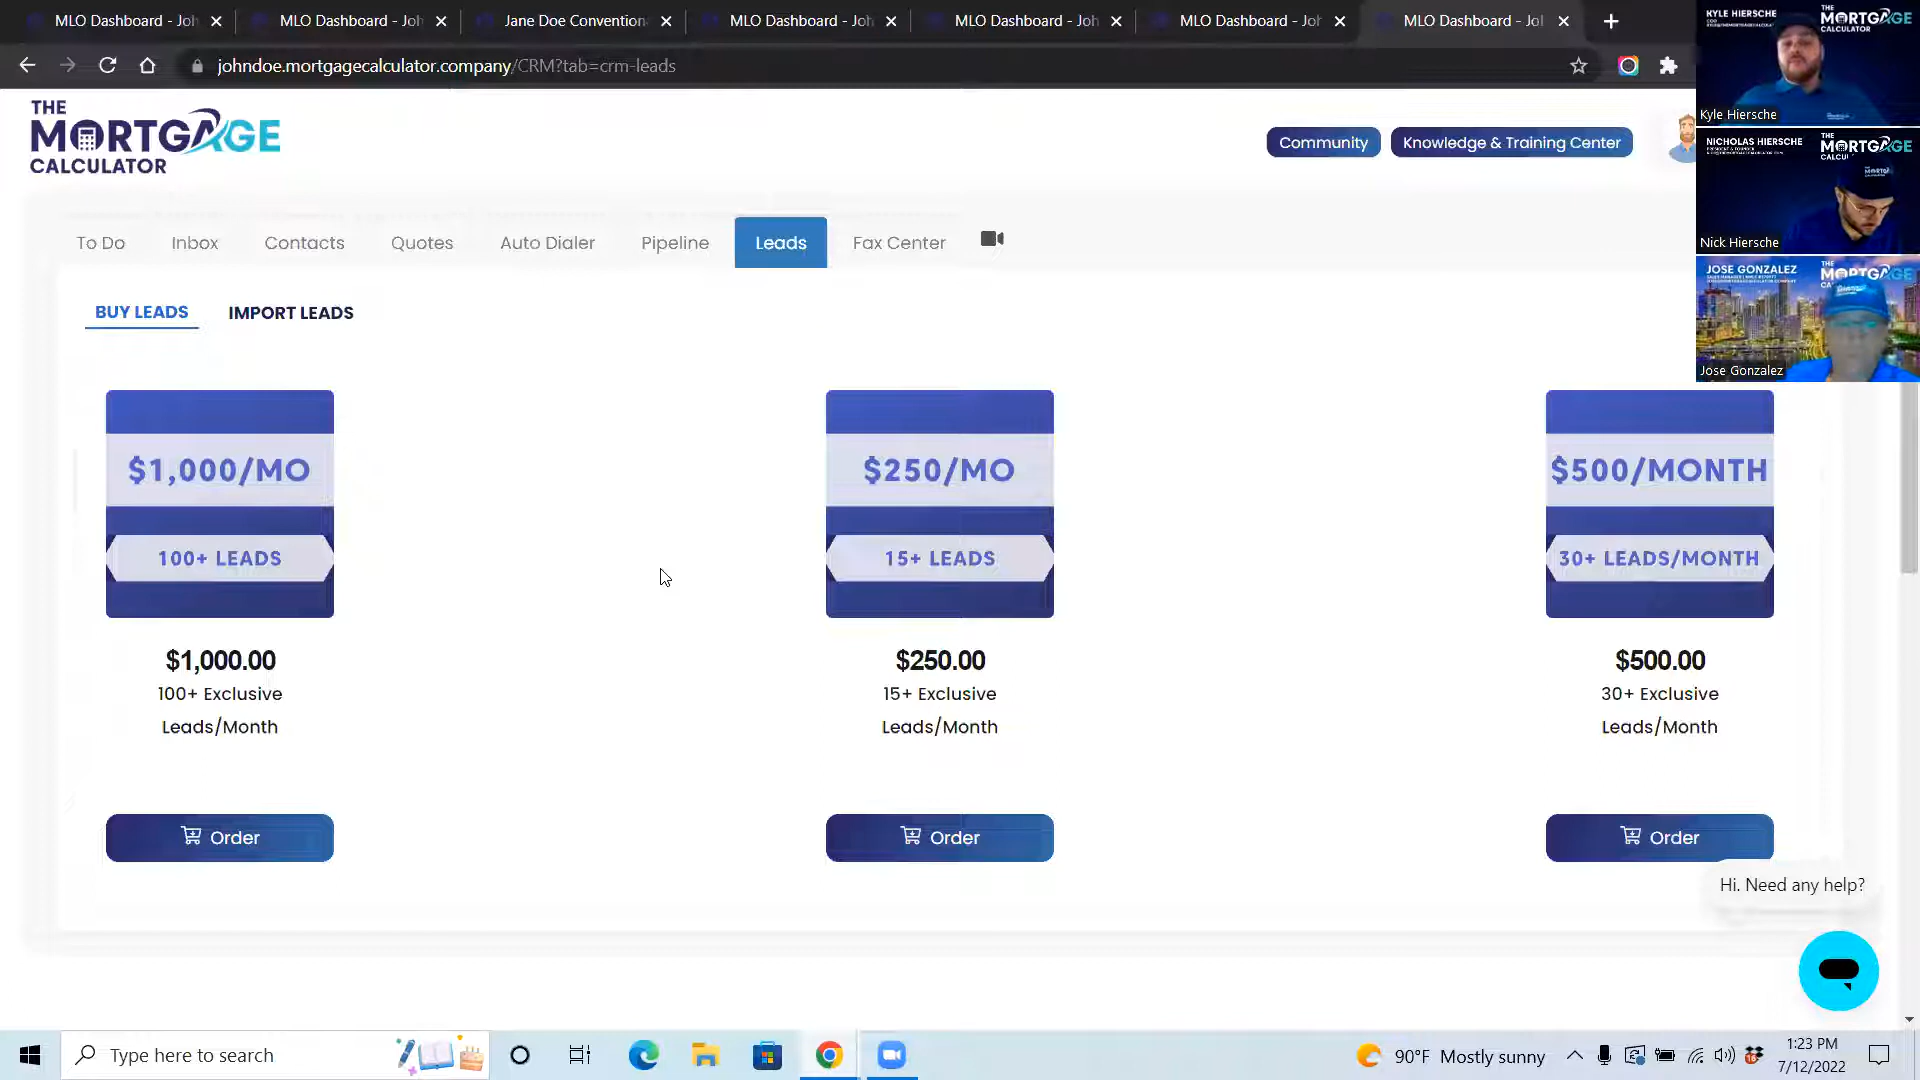 MLO Dashboard - Joh
MLO Dashboard - Joh
Jane Doe Convention
MLO Dashboard - Joh
MLO Dashboard - Joh
MLO Dashboard - Joh
MLO Dashboard - Jol
johndoe.mortgagecalculator.company/CRM?tab=crm-leads
THE
MORTGAGE
CALCULATOR
Community
Knowledge & Training Center
To Do
Inbox
Contacts
Quotes
Auto Dialer
Pipeline
Leads
Fax Center
BUY LEADS
IMPORT LEADS
$1,000/MO
100+ LEADS
$1,000.00
100+ Exclusive
Leads/Month
Order
$250/MO
15+ LEADS
$250.00
15+ Exclusive
Leads/Month
Order
$500/MONTH
30+ LEADS/MONTH
$500.00
30+ Exclusive
Leads/Month
Order
Hi. Need any help?
KYLE HIERSCHE
THE
MORTGAGE
CALCULATOR
Kyle Hiersche
NICHOLAS HIERSCHE
THE
MORTGAGE
Nick Hiersche
JOSE GONZALEZ
THE
Jose Gonzalez
Type here to search
90°F Mostly sunny
1:23 PM
7/12/2022